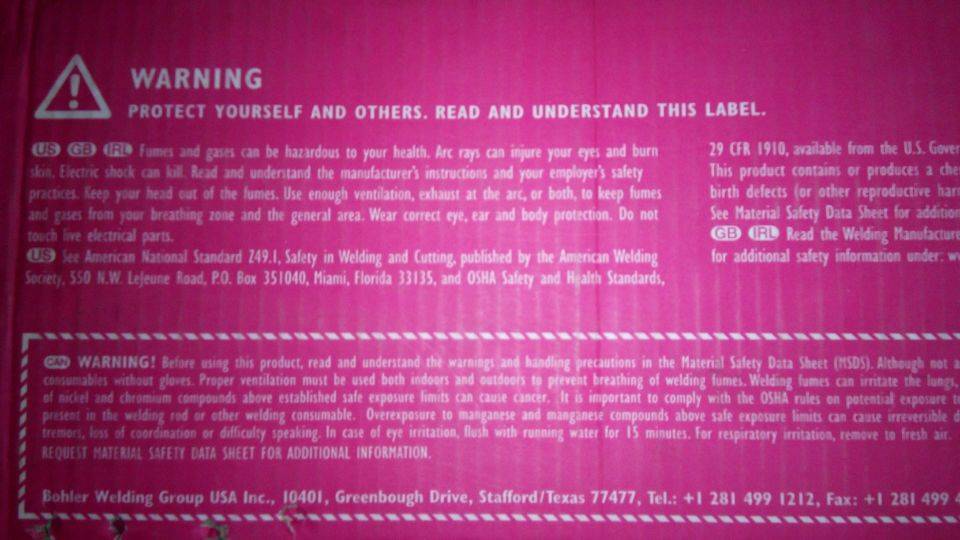 WARNING
PROTECT YOURSELF AND OTHERS. READ AND UNDERSTAND THIS LABEL.
US GB IRL Fumes and gases can be hazardous to your health. Arc rays can injure your eyes and burn
skin. Electric shock can kill. Read and understand the manufacturer's instructions and your employer's safety
practices. Keep your head out of the fumes. Use enough ventilation, exhaust at the arc, or both, to keep fumes
and gases from your breathing zone and the general area. Wear correct eye, ear and body protection. Do not
touch live electrical parts.
US See American National Standard Z49.1, Safety in Welding and Cutting, published by the American Welding
Society, 550 N.W. LeJeune Road, P.O. Box 351040, Miami, Florida 33135, and OSHA Safety and Health Standards,
29 CFR 1910, available from the U.S. Gover
This product contains or produces a che
birth defects (or other reproductive har
See Material Safety Data Sheet for addition
GB IRL Read the Welding Manufacture
for additional safety information under: w
CAN WARNING! Before using this product, read and understand the warnings and handling precautions in the Material Safety Data Sheet (MSDS). Although not a
consumables without gloves. Proper ventilation must be used both indoors and outdoors to prevent breathing of welding fumes. Welding fumes can irritate the lungs,
of nickel and chromium compounds above established safe exposure limits can cause cancer. It is important to comply with the OSHA rules on potential exposure to
present in the welding rod or other welding consumable. Overexposure to manganese and manganese compounds above safe exposure limits can cause irreversible d
tremors, loss of coordination or difficulty speaking. In case of eye irritation, flush with running water for 15 minutes. For respiratory irritation, remove to fresh air.
REQUEST MATERIAL SAFETY DATA SHEET FOR ADDITIONAL INFORMATION.
Bohler Welding Group USA Inc., 10401, Greenbough Drive, Stafford/Texas 77477, Tel.: +1 281 499 1212, Fax: +1 281 499 4